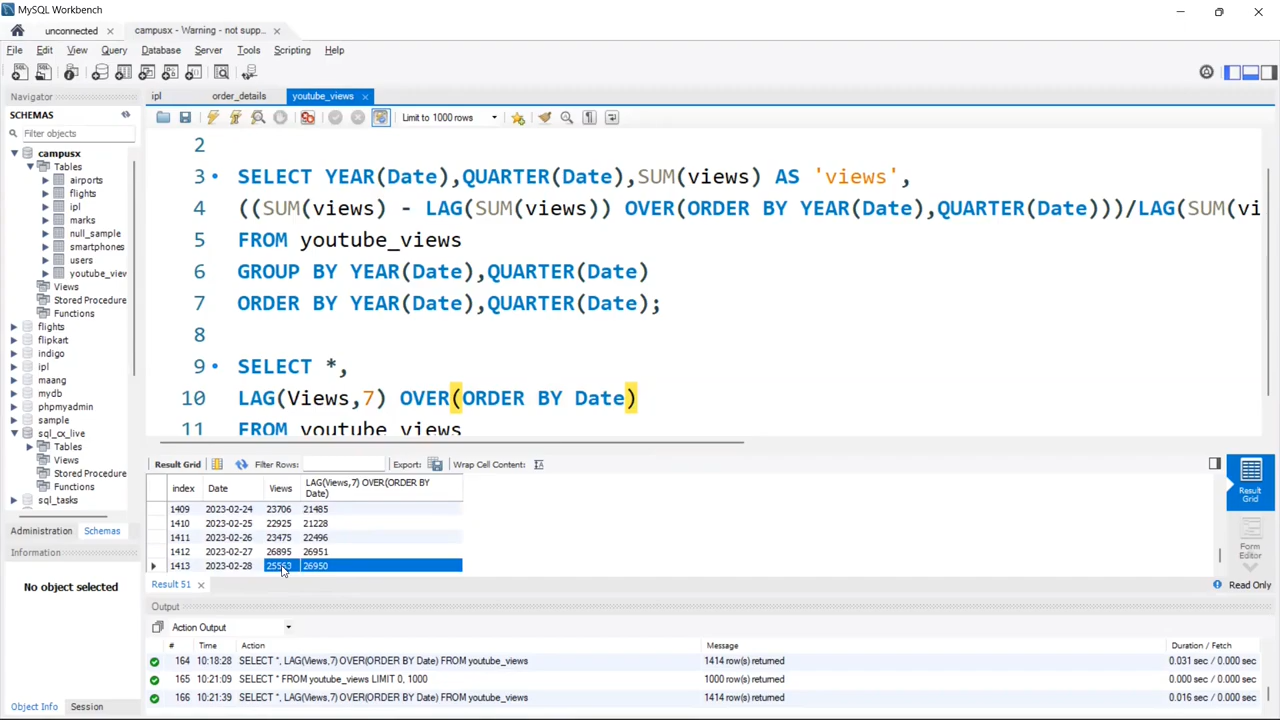 MySQL Workbench
unconnected
campusx - Warning - not supp...
File Edit View Query Database Server Tools Scripting Help
Navigator
SCHEMAS
Filter objects
campusx
Tables
airports
flights
ipl
marks
null_sample
smartphones
users
youtube_view
Views
Stored Procedure
Functions
flights
flipkart
indigo
ipl
maang
mydb
phpmyadmin
sample
sql_cx_live
Tables
Views
Stored Procedure
Functions
sql_tasks
Administration Schemas
Information
No object selected
Object Info Session
ipl order_details youtube_views
Limit to 1000 rows
2
3 SELECT YEAR(Date),QUARTER(Date),SUM(views) AS 'views',
4 ((SUM(views) - LAG(SUM(views)) OVER(ORDER BY YEAR(Date),QUARTER(Date)))/LAG(SUM(vi
5 FROM youtube_views
6 GROUP BY YEAR(Date),QUARTER(Date)
7 ORDER BY YEAR(Date),QUARTER(Date);
8
9 SELECT *,
10 LAG(Views,7) OVER(ORDER BY Date)
11 FROM youtube_views
Result Grid Filter Rows: Export: Wrap Cell Content:
index Date Views LAG(Views,7) OVER(ORDER BY
Date)
1409 2023-02-24 23706 21485
1410 2023-02-25 22925 21228
1411 2023-02-26 23475 22496
1412 2023-02-27 26895 26951
1413 2023-02-28 26950
Result
Grid
Form
Editor
Result 51
Read Only
Output
Action Output
# Time Action Message Duration / Fetch
164 10:18:28 SELECT *, LAG(Views,7) OVER(ORDER BY Date) FROM youtube_views 1414 row(s) returned 0.031 sec / 0.000 sec
165 10:21:09 SELECT * FROM youtube_views LIMIT 0, 1000 1000 row(s) returned 0.000 sec / 0.000 sec
166 10:21:39 SELECT *, LAG(Views,7) OVER(ORDER BY Date) FROM youtube_views 1414 row(s) returned 0.016 sec / 0.000 sec